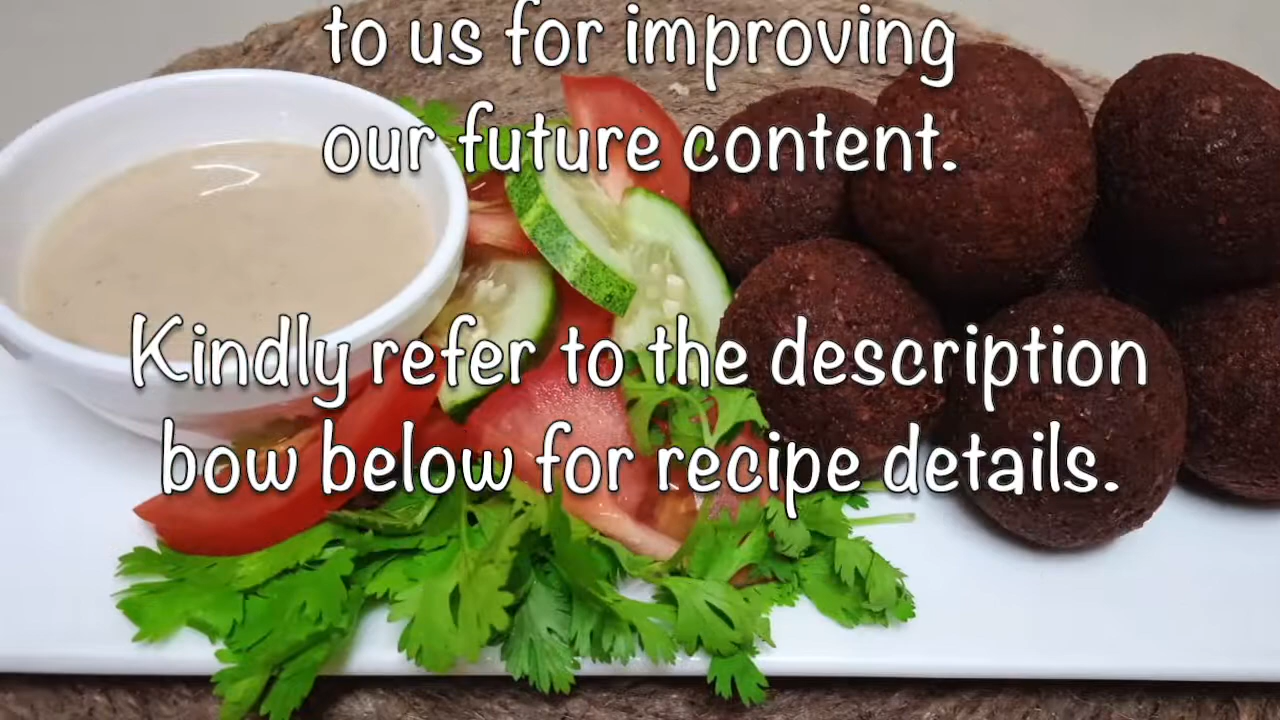 to us for improving
our future content.
Kindly refer to the description
bow below for recipe details.